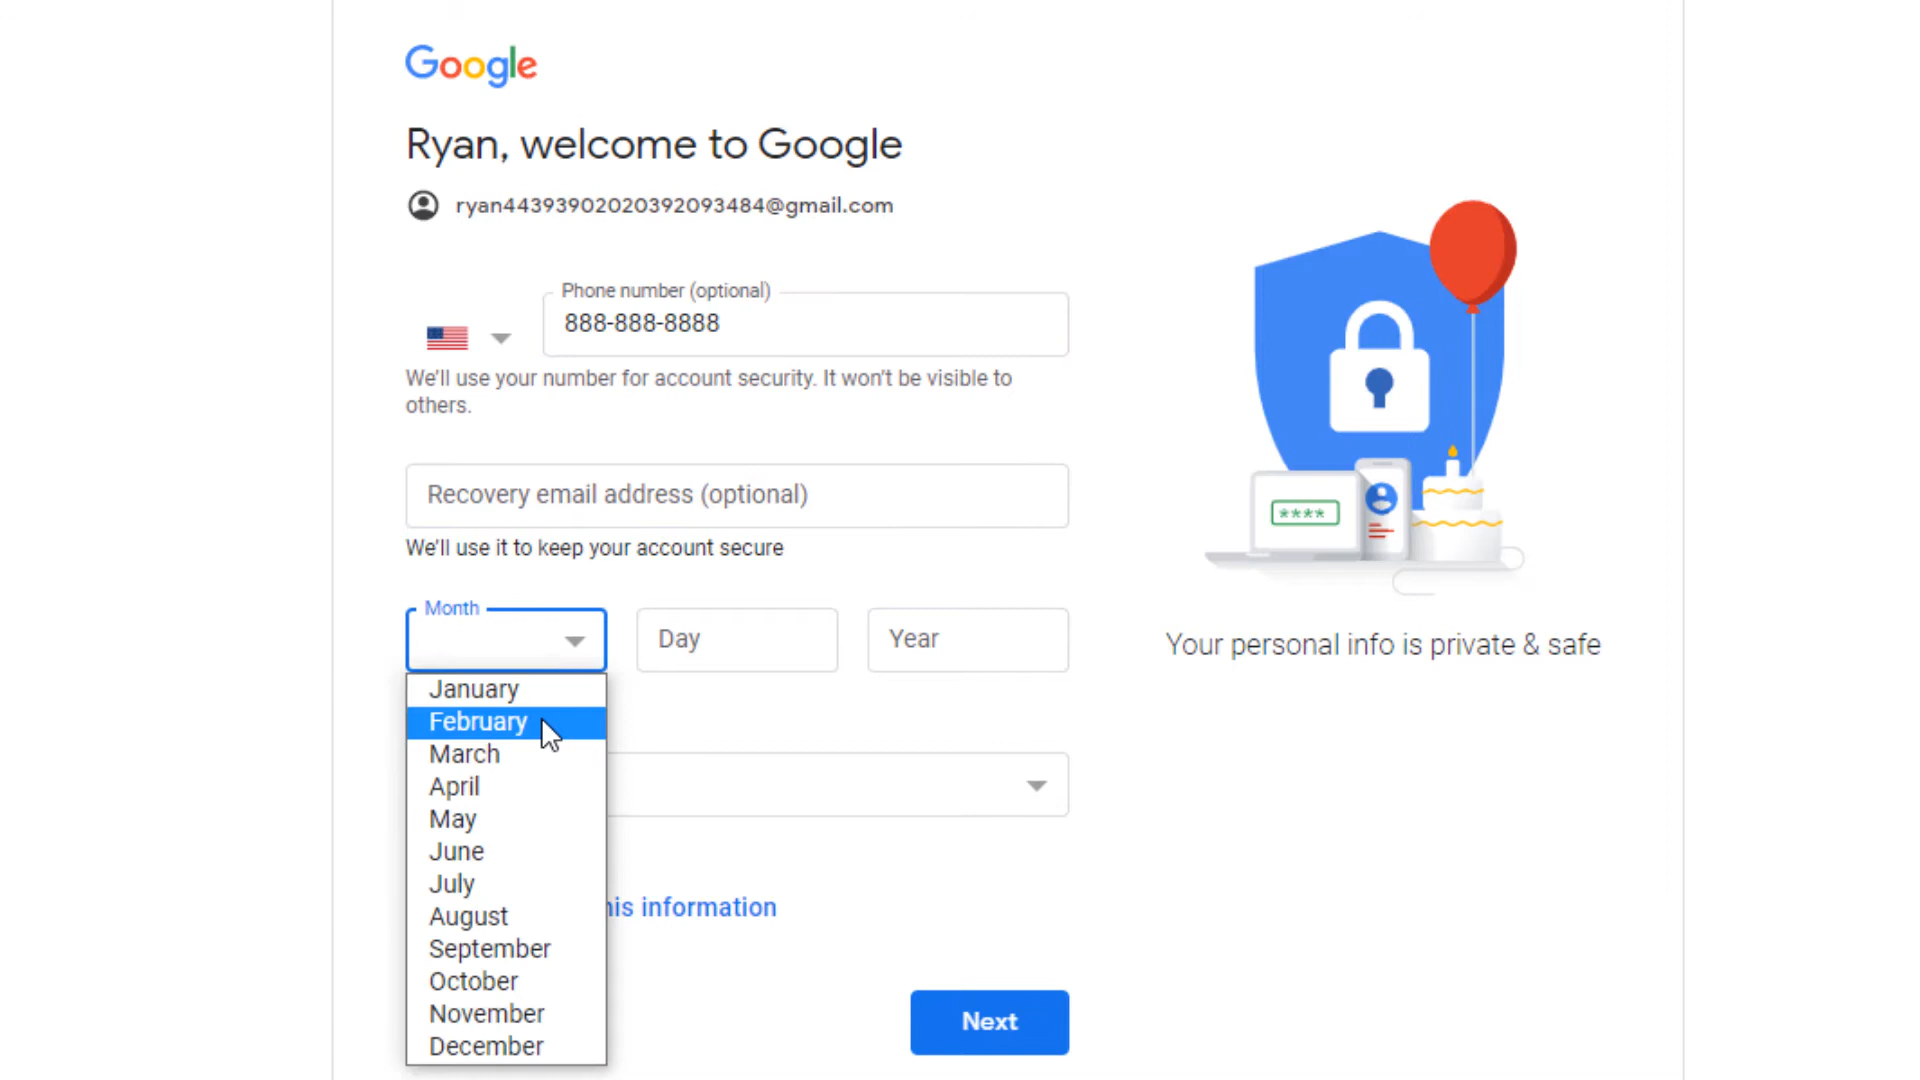 Google
Ryan, welcome to Google
ryan44393902020392093484@gmail.com
Phone number (optional)
888-888-8888
We'll use your number for account security. It won't be visible to
others.
Recovery email address (optional)
We'll use it to keep your account secure
Month
Day
Year
January
February
March
April
May
June
July
August
September
October
November
December
his information
Next
****
Your personal info is private & safe